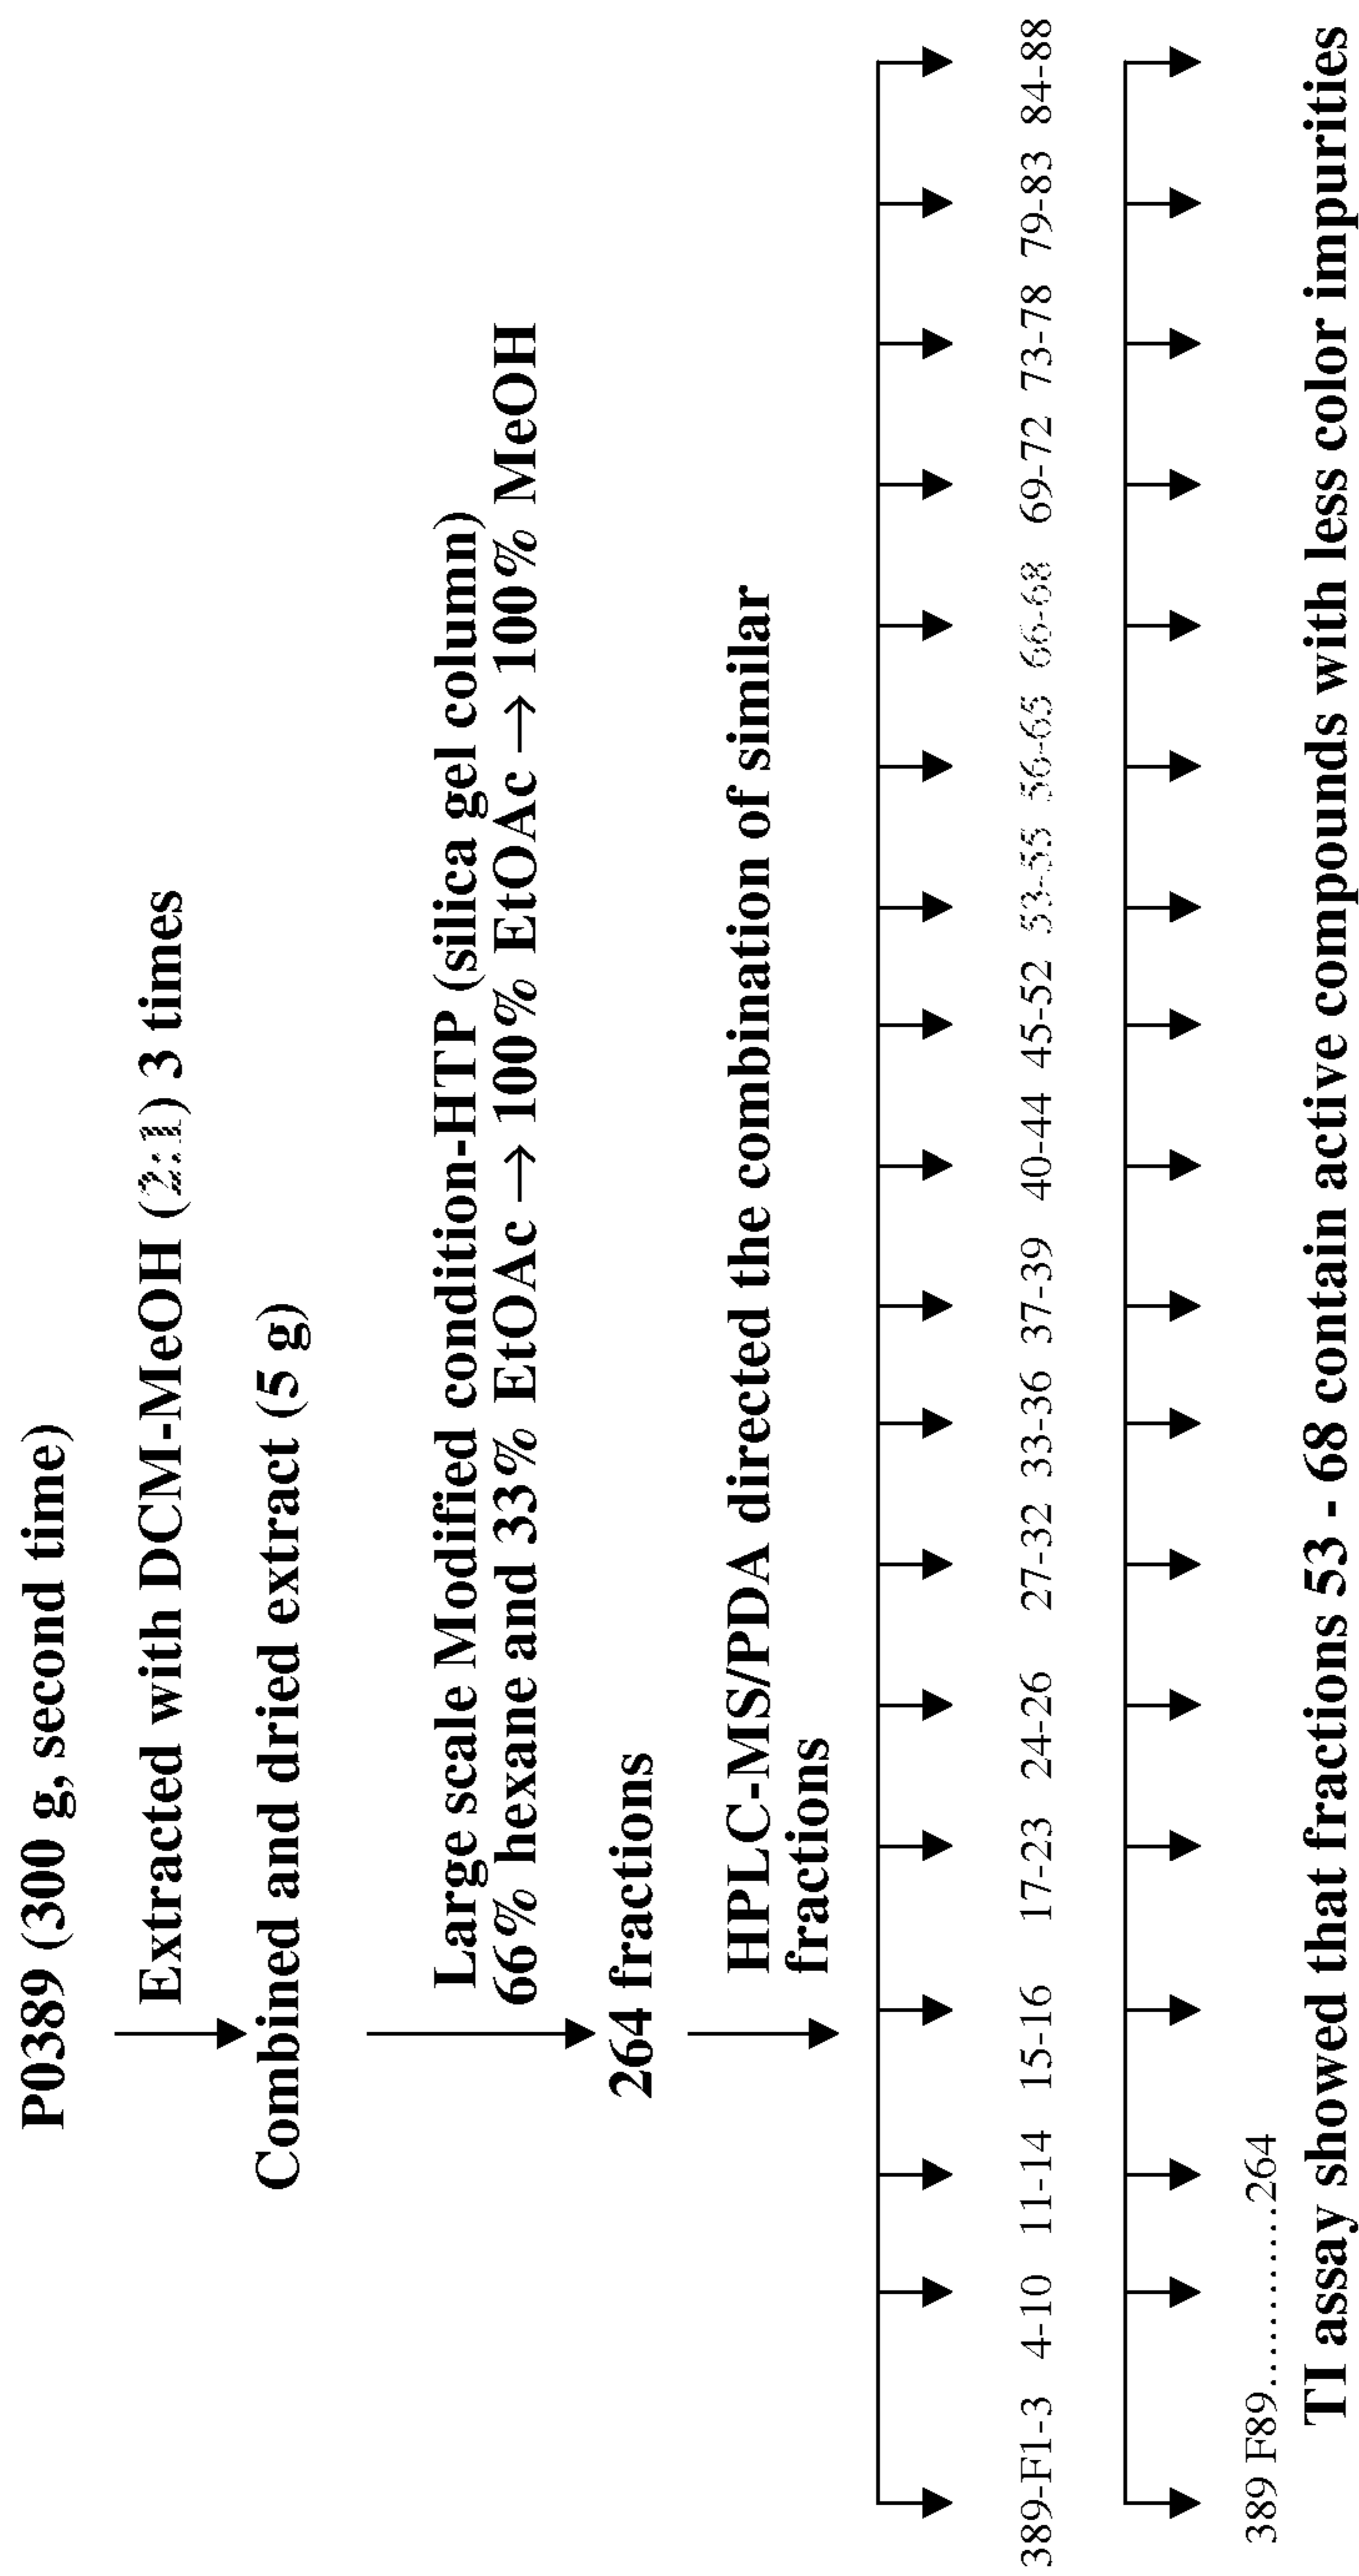 P0389 (300 g, second time)
Extracted with DCM-MeOH (2:1) 3 times
Combined and dried extract (5 g)
Large scale Modified condition-HTP (silica gel column)
66% hexane and 33% EtOAc → 100% EtOAc → 100% MeOH
264 fractions
HPLC-MS/PDA directed the combination of similar
fractions
389-F1-3 4-10 11-14 15-16 17-23 24-26 27-32 33-36 37-39 40-44 45-52 53-55 56-65 66-68 69-72 73-78 79-83 84-88
389 F89..............264
TI assay showed that fractions 53 - 68 contain active compounds with less color impurities